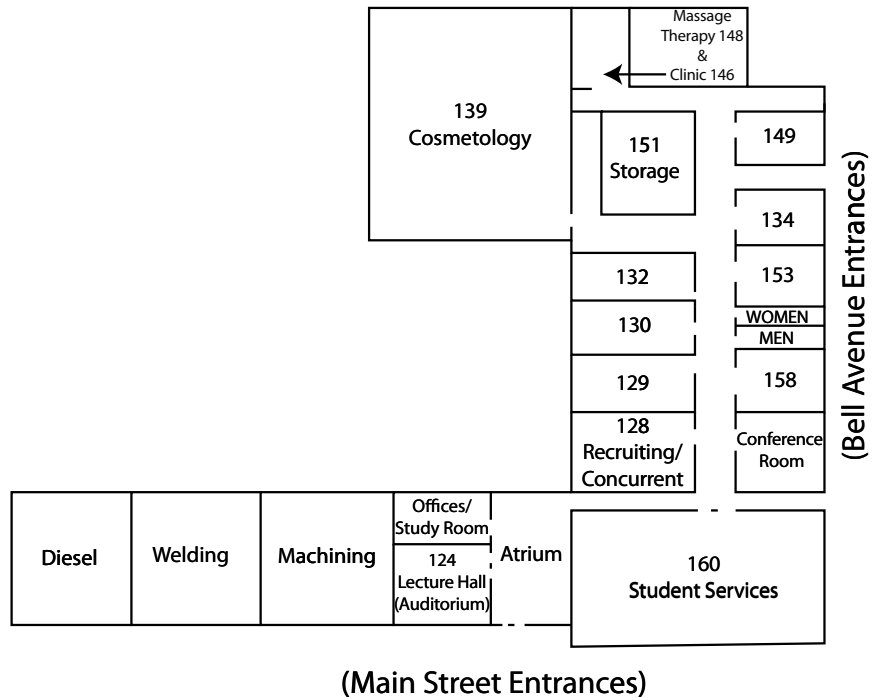 Massage
Therapy 148
&
Clinic 146
139
Cosmetology
151
Storage
149
134
132
153
130
WOMEN
MEN
129
158
128
Recruiting/
Concurrent
Conference
Room
(Bell Avenue Entrances)
Diesel
Welding
Machining
Offices/
Study Room
124
Lecture Hall
(Auditorium)
Atrium
160
Student Services
(Main Street Entrances)